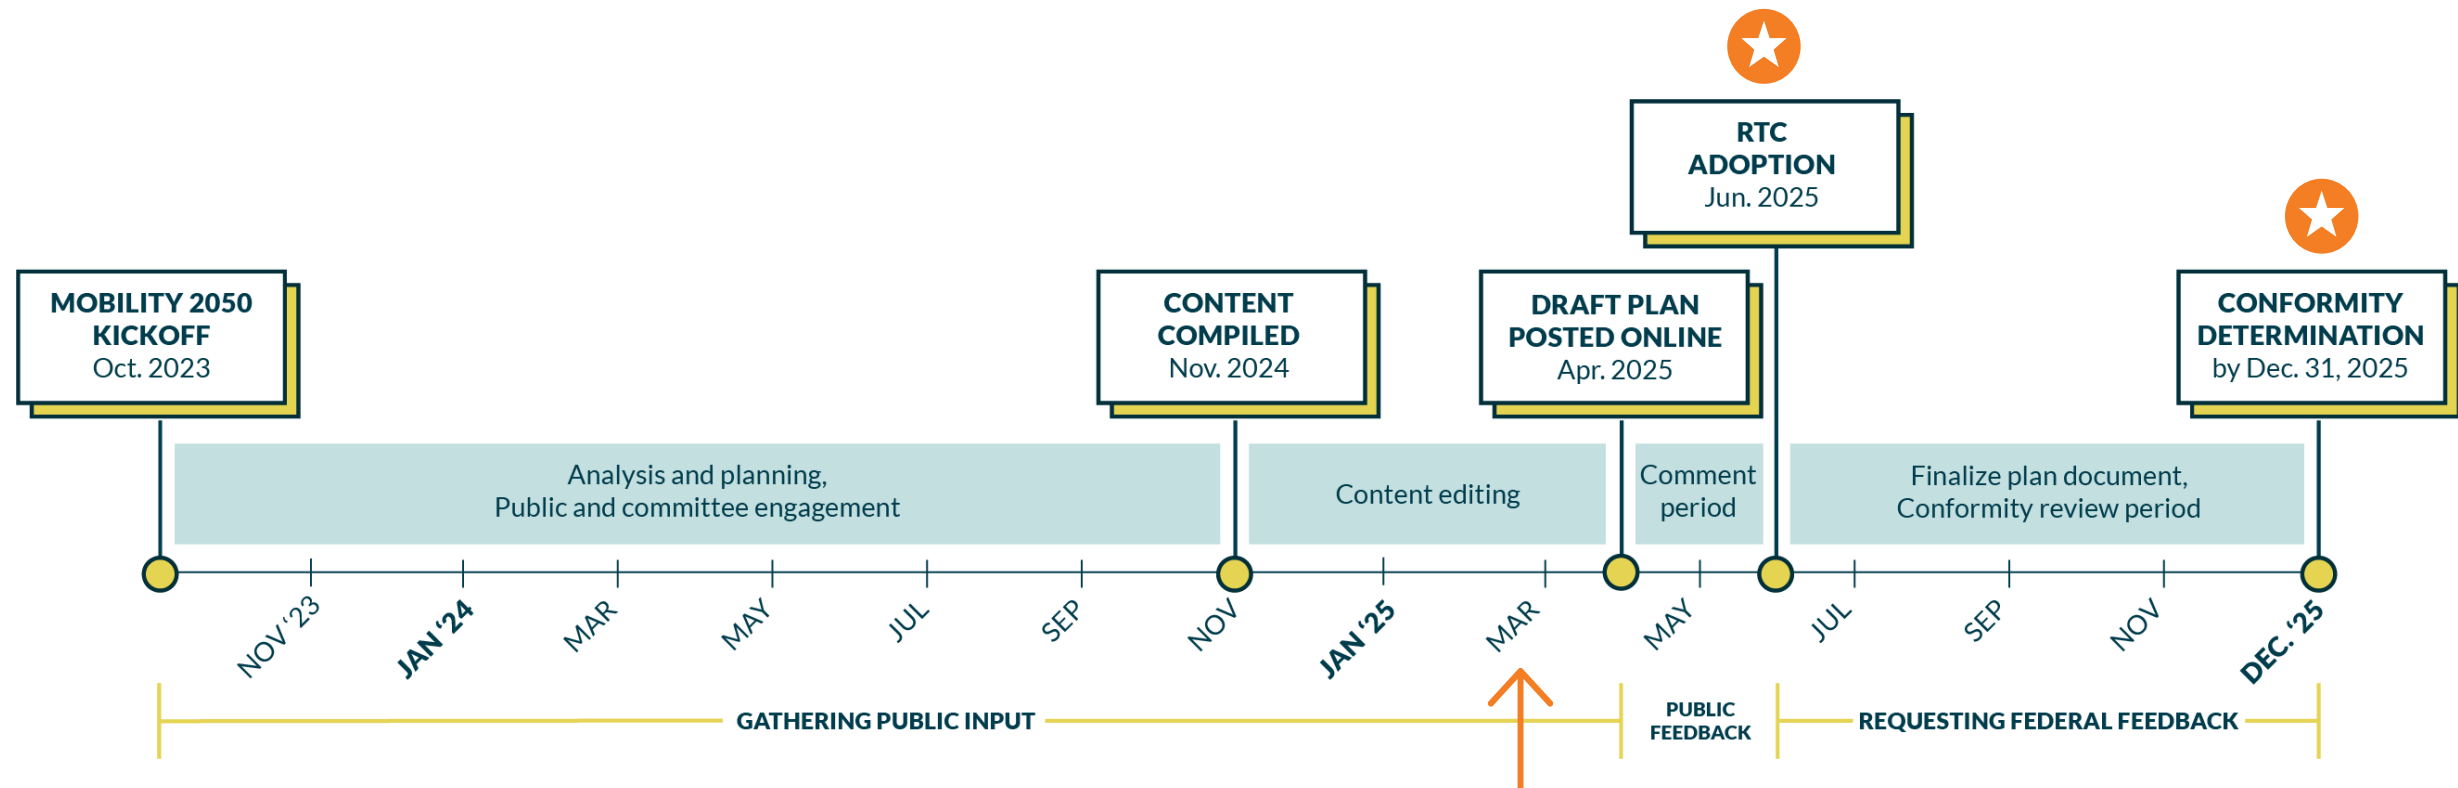 RTC
ADOPTION
Jun. 2025
MOBILITY 2050
KICKOFF
Oct. 2023
CONTENT
COMPILED
Nov. 2024
DRAFT PLAN
POSTED ONLINE
Apr. 2025
CONFORMITY
DETERMINATION
by Dec. 31, 2025
Analysis and planning,
Public and committee engagement
Content editing
Comment
period
Finalize plan document,
Conformity review period
NOV ‘23
JAN ‘24
MAR
MAY
JUL
SEP
NOV
JAN ‘25
MAR
MAY
JUL
SEP
NOV
DEC. ‘25
GATHERING PUBLIC INPUT
PUBLIC
FEEDBACK
REQUESTING FEDERAL FEEDBACK